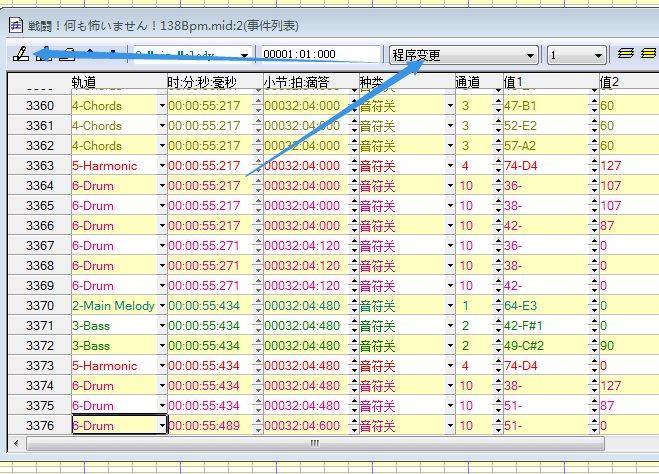 戦闘！何も怖いません！138Bpm.mid:2(事件列表)
00001:01:000 程序变更 1
轨道 时:分:秒:毫秒 小节:拍:滴答 种类 通道 值1 值2
3360 4-Chords 00:00:55:217 00032:04:000 音符关 3 47-B1 60
3361 4-Chords 00:00:55:217 00032:04:000 音符关 3 52-E2 60
3362 4-Chords 00:00:55:217 00032:04:000 音符关 3 57-A2 60
3363 5-Harmonic 00:00:55:217 00032:04:000 音符关 4 74-D4 127
3364 6-Drum 00:00:55:217 00032:04:000 音符关 10 36- 107
3365 6-Drum 00:00:55:217 00032:04:000 音符关 10 38- 107
3366 6-Drum 00:00:55:217 00032:04:000 音符关 10 42- 87
3367 6-Drum 00:00:55:271 00032:04:120 音符关 10 36- 0
3368 6-Drum 00:00:55:271 00032:04:120 音符关 10 38- 0
3369 6-Drum 00:00:55:271 00032:04:120 音符关 10 42- 0
3370 2-Main Melody 00:00:55:434 00032:04:480 音符关 1 64-E3 0
3371 3-Bass 00:00:55:434 00032:04:480 音符关 2 42-F#1 0
3372 3-Bass 00:00:55:434 00032:04:480 音符关 2 49-C#2 90
3373 5-Harmonic 00:00:55:434 00032:04:480 音符关 4 74-D4 0
3374 6-Drum 00:00:55:434 00032:04:480 音符关 10 38- 127
3375 6-Drum 00:00:55:434 00032:04:480 音符关 10 51- 87
3376 6-Drum 00:00:55:489 00032:04:600 音符关 10 51- 0